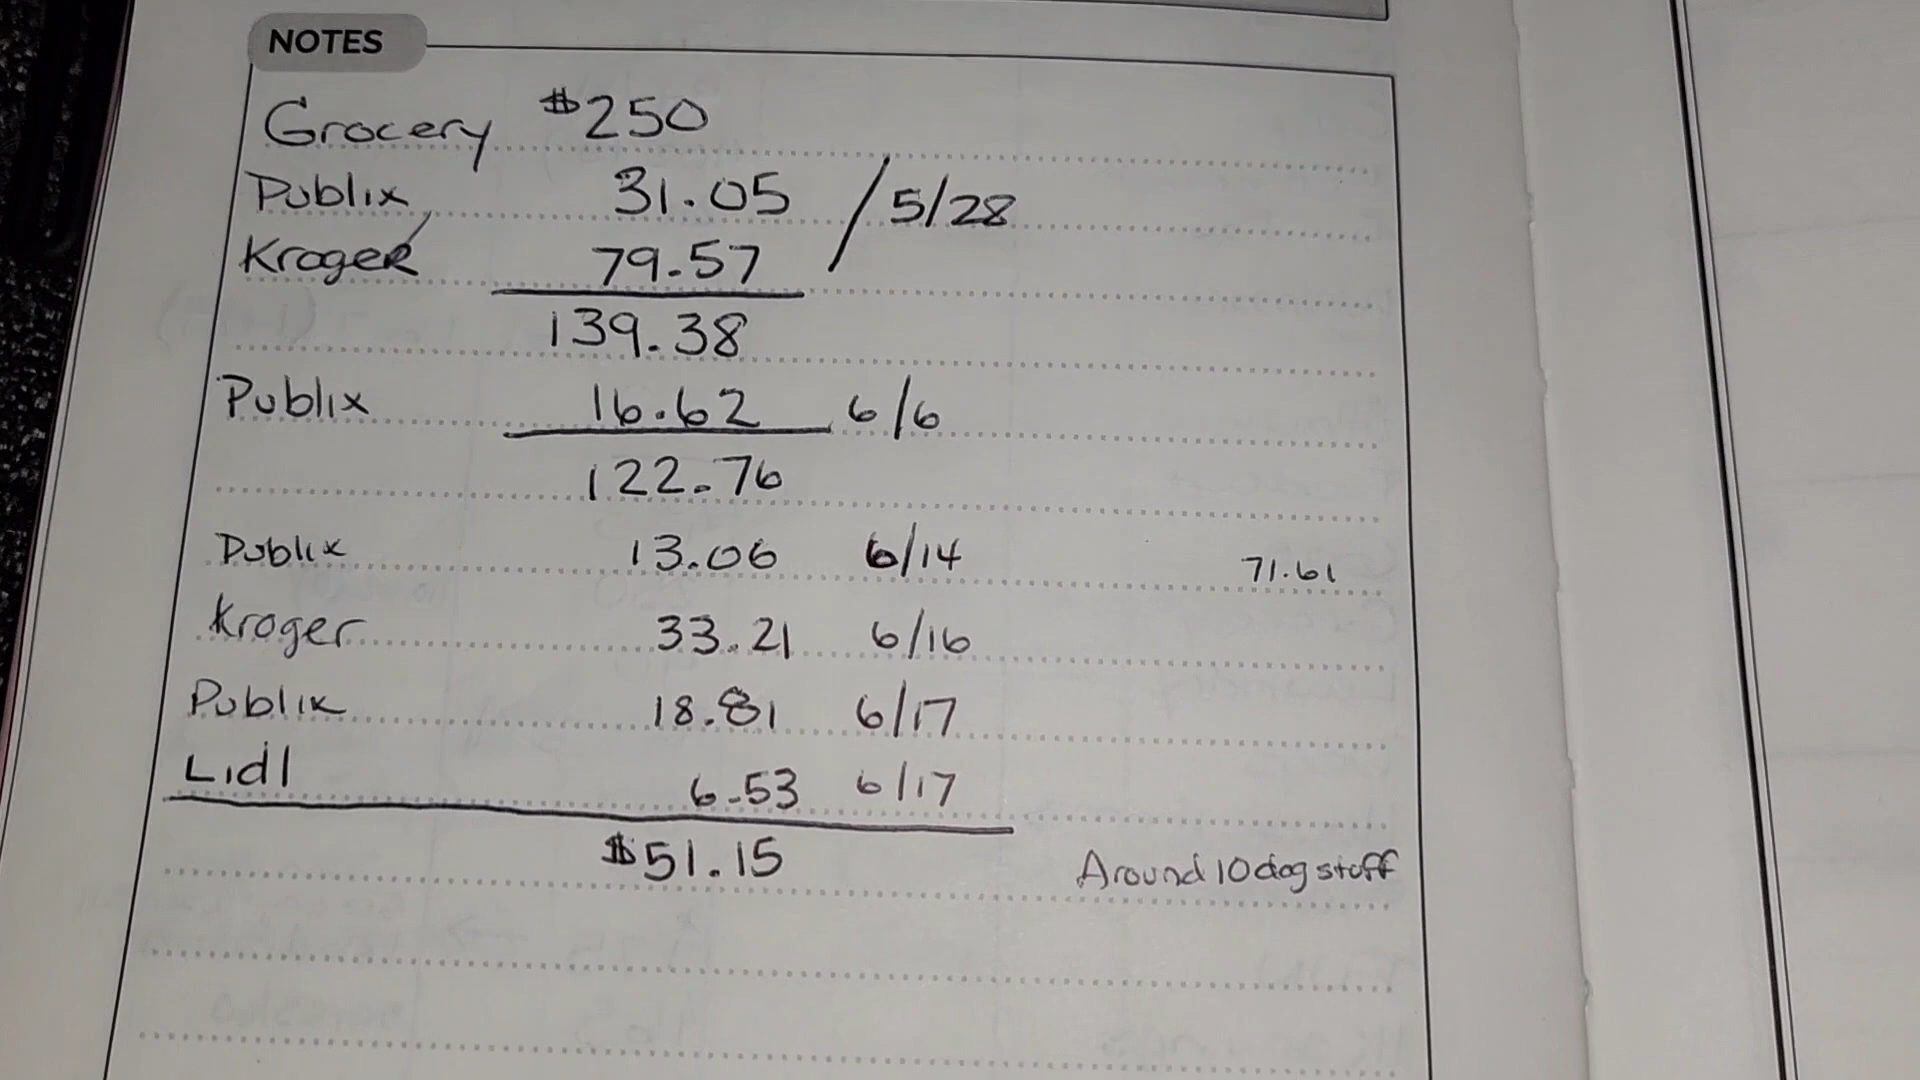 NOTES
Grocery $250
Publix 31.05 / 5/28
Kroger 79.57
139.38
Publix 16.62 6/6
122.76
Publix 13.06 6/14 71.61
Kroger 33.21 6/16
Publix 18.81 6/17
Lidl 6.53 6/17
$51.15 Around 10 dog stuff